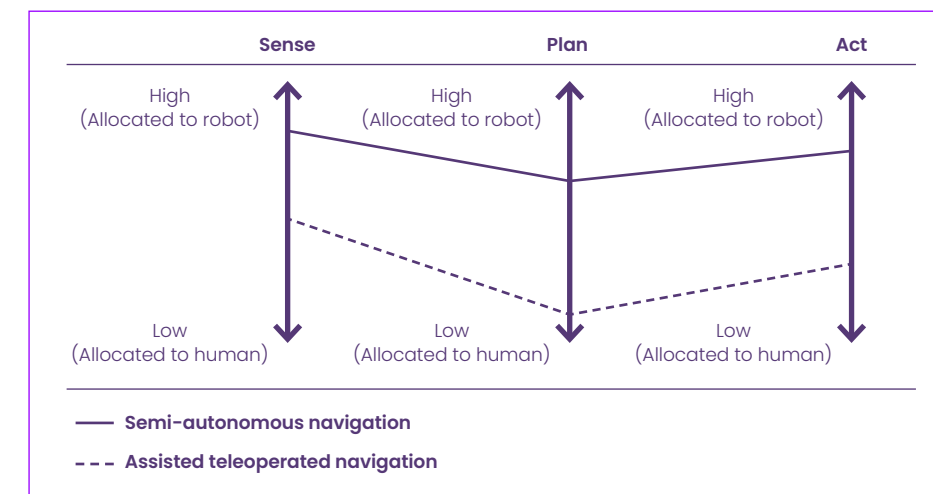 Sense Plan Act
High High High
(Allocated to robot) (Allocated to robot) (Allocated to robot)
Low Low Low
(Allocated to human) (Allocated to human) (Allocated to human)
Semi-autonomous navigation
Assisted teleoperated navigation